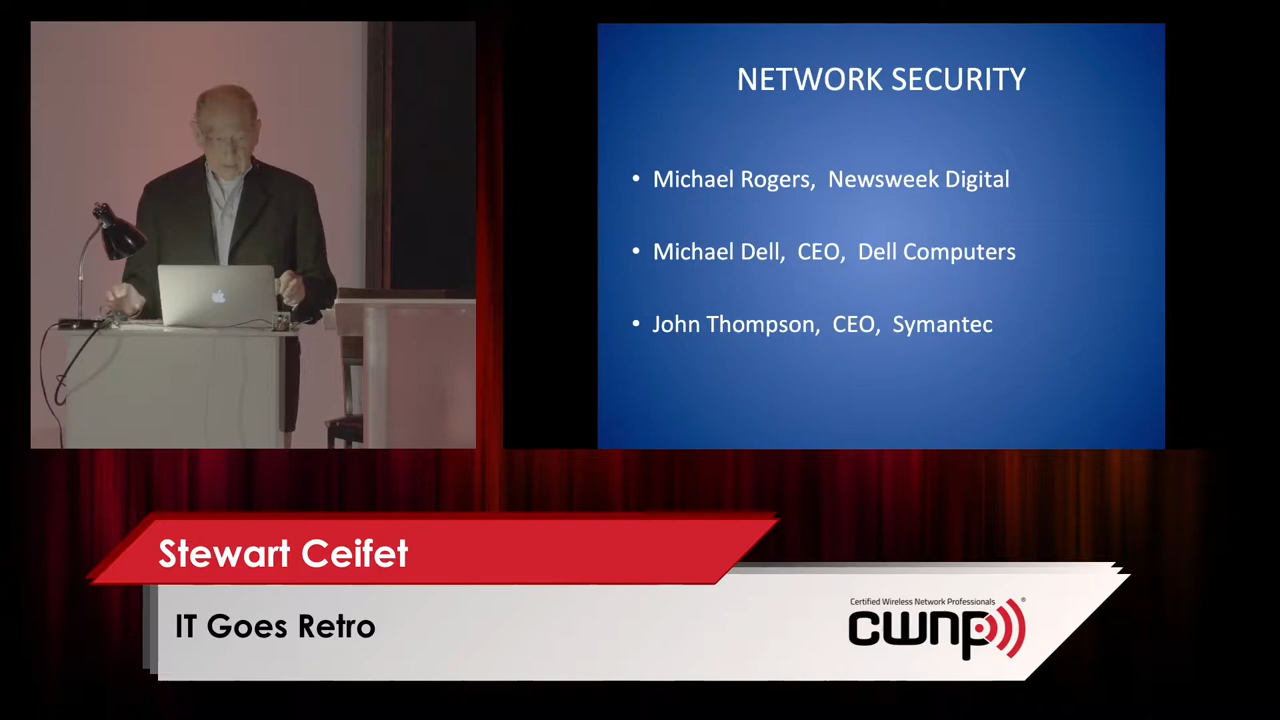 NETWORK SECURITY
• Michael Rogers, Newsweek Digital
• Michael Dell, CEO, Dell Computers
• John Thompson, CEO, Symantec
Stewart Ceifet
IT Goes Retro
Certified Wireless Network Professionals
cwnp®